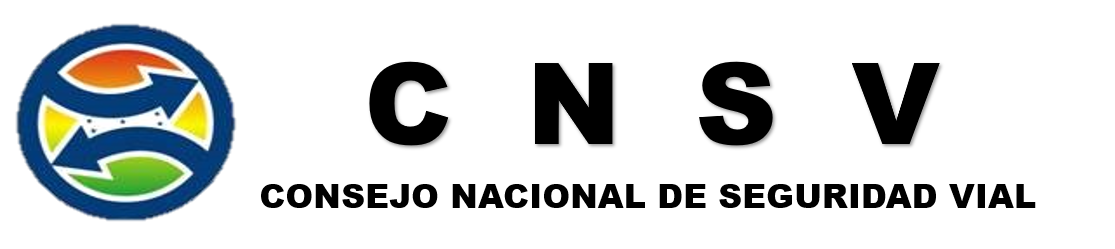 C N S V
CONSEJO NACIONAL DE SEGURIDAD VIAL